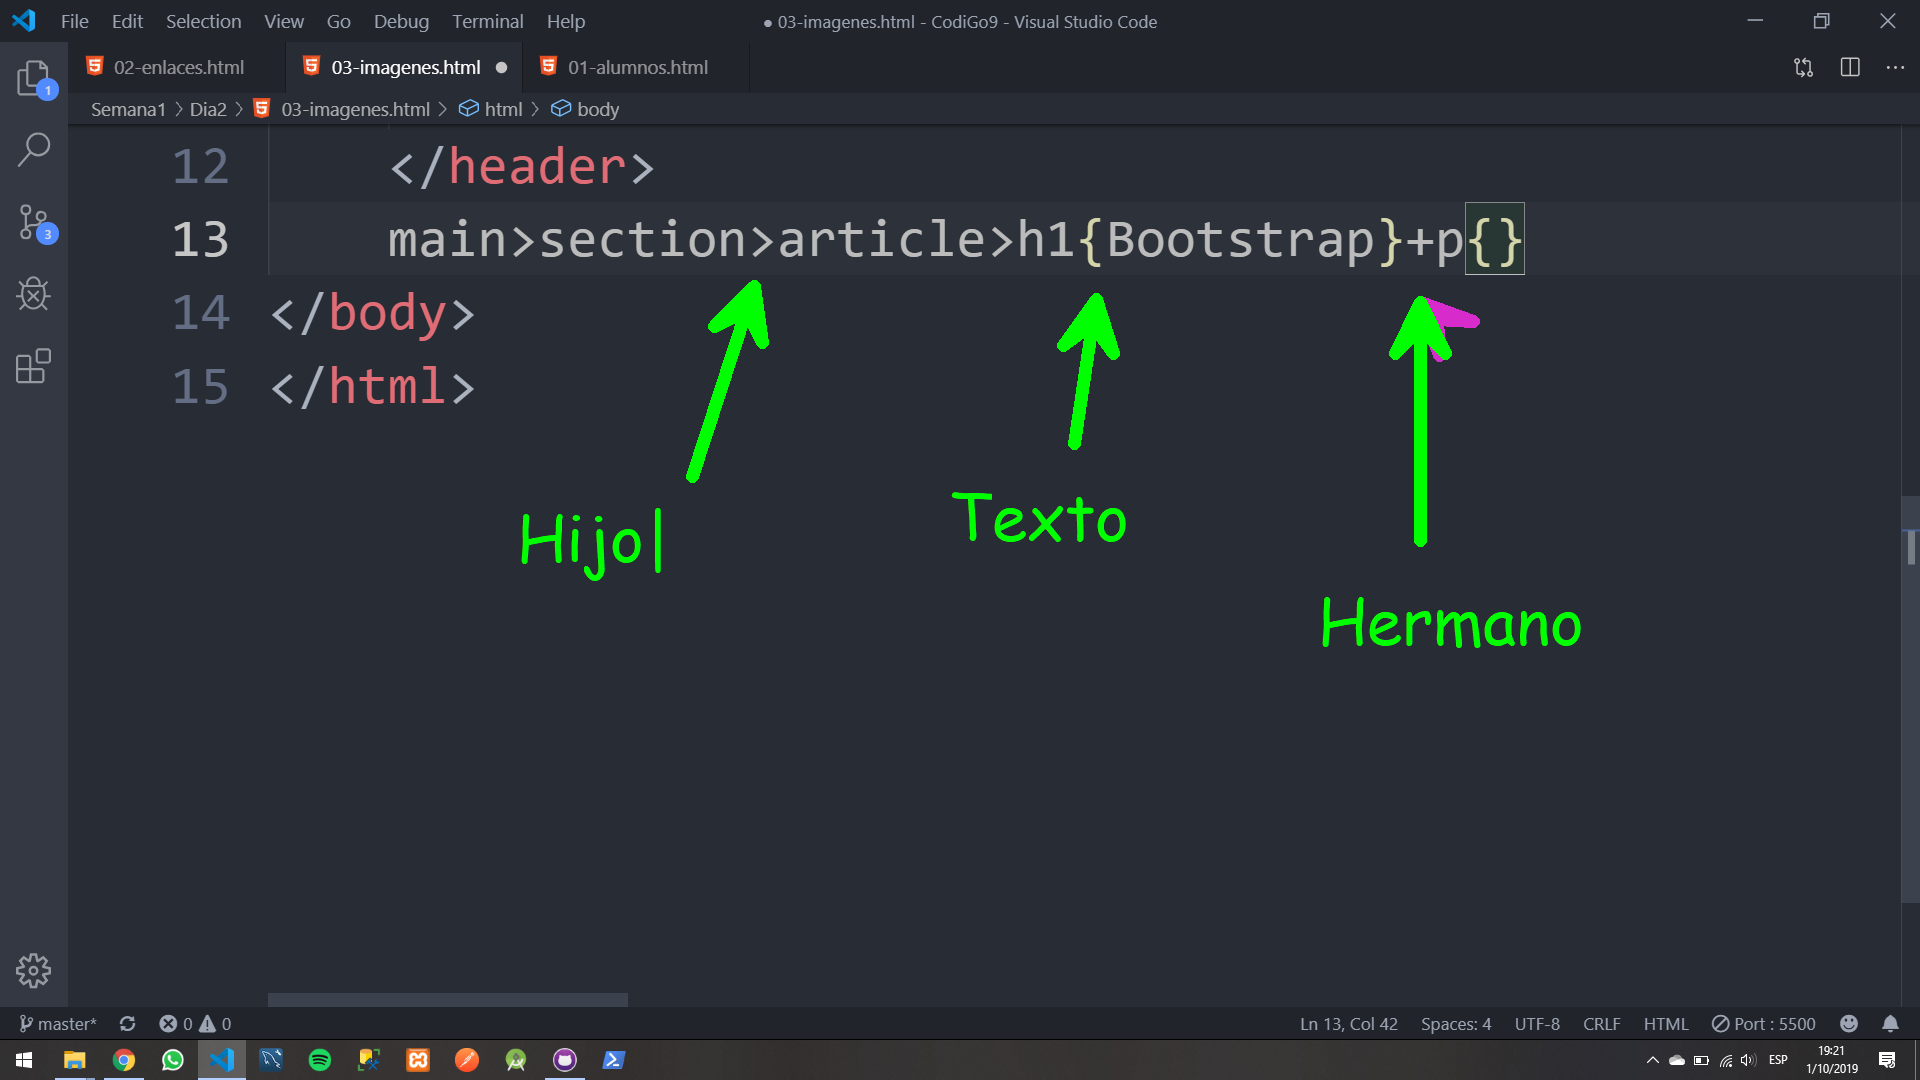 File Edit Selection View Go Debug Terminal Help ● 03-imagenes.html - CodiGo9 - Visual Studio Code
02-enlaces.html 03-imagenes.html ● 01-alumnos.html
Semana1 > Dia2 > 03-imagenes.html > html > body
1
12 </header>
13 main>section>article>h1{Bootstrap}+p{}
3
14 </body>
15 </html>
Hijo|
Texto
Hermano
master* 0 0 Ln 13, Col 42 Spaces: 4 UTF-8 CRLF HTML Port : 5500
ESP 19:21
1/10/2019